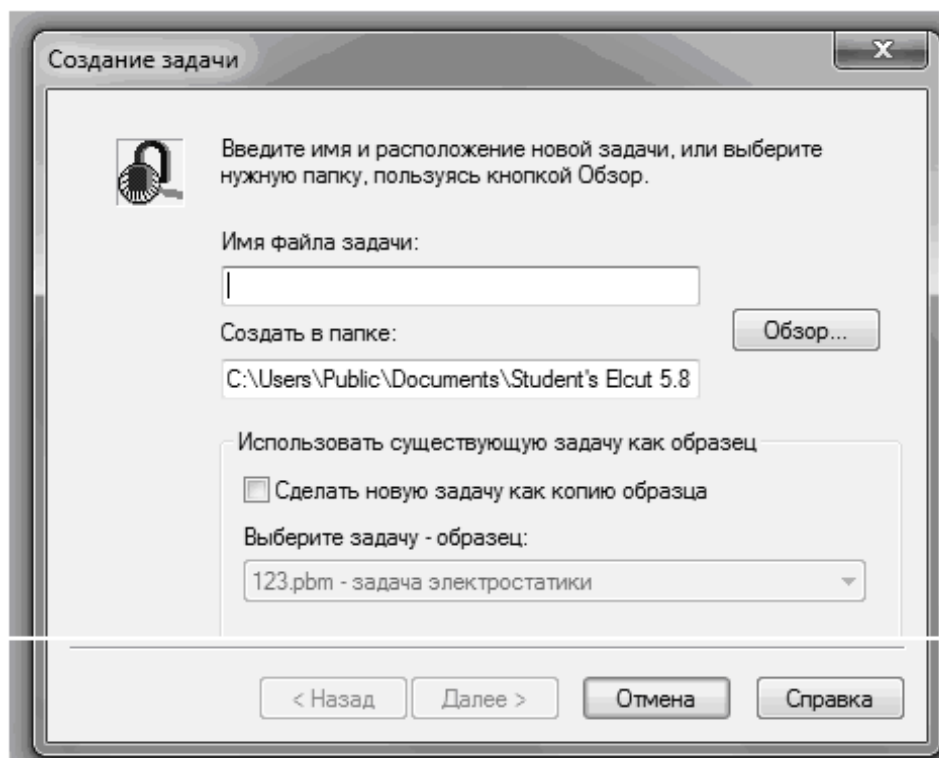 Создание задачи
x
Введите имя и расположение новой задачи, или выберите
нужную папку, пользуясь кнопкой Обзор.
Имя файла задачи:
Создать в папке:
Обзор...
C:\Users\Public\Documents\Student's Elcut 5.8
Использовать существующую задачу как образец
Сделать новую задачу как копию образца
Выберите задачу - образец:
123.pbm - задача электростатики
< Назад
Далее >
Отмена
Справка